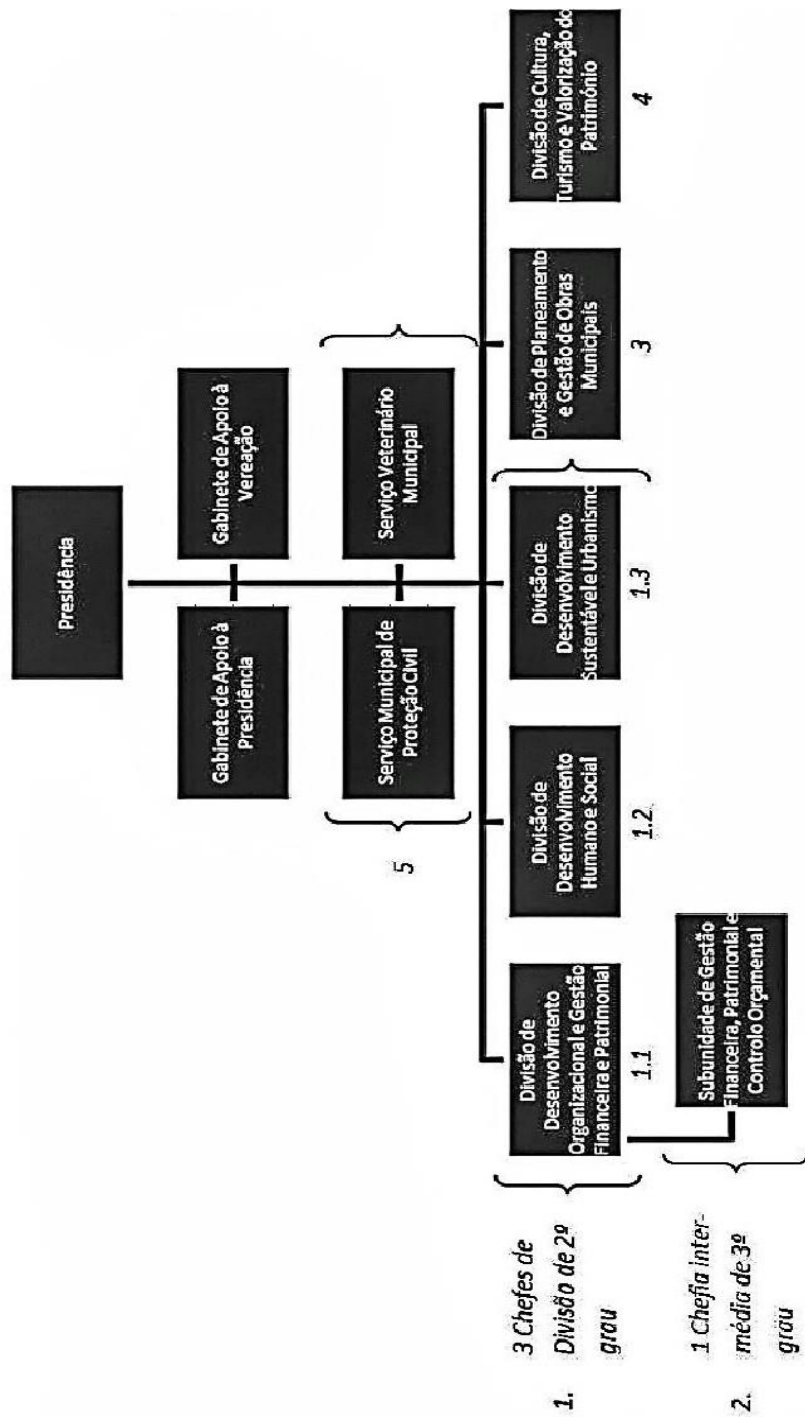 Presidência
Gabinete de Apoio à
Presidência
Gabinete de Apoio à
Vereação
Serviço Municipal de
Proteção Civil
Serviço Veterinário
Municipal
5
Divisão de
Desenvolvimento
Organizacional e Gestão
Financeira e Patrimonial
Divisão de
Desenvolvimento
Humano e Social
Divisão de
Desenvolvimento
Sustentável e Urbanismo
Divisão de Planeamento
e Gestão de Obras
Municipais
Divisão de Cultura,
Turismo e Valorização do
Património
1.1
1.2
1.3
3
4
3 Chefes de
1. Divisão de 2º
grau
Subunidade de Gestão
Financeira, Patrimonial e
Controlo Orçamental
1 Chefia inter-
2. média de 3º
grau